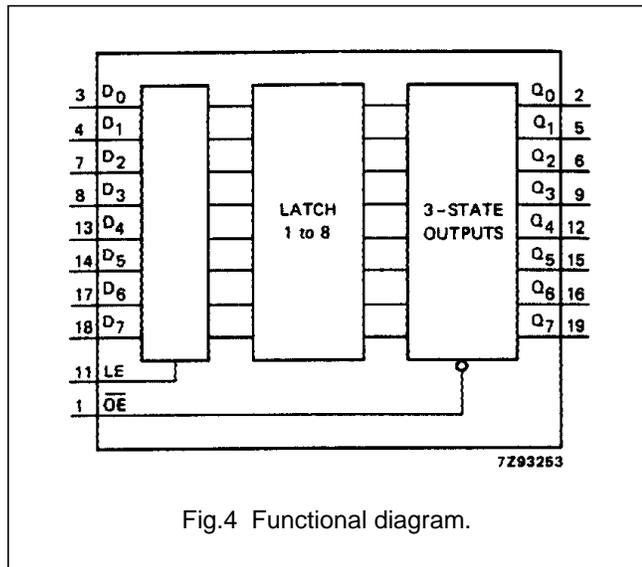 3 D0 Q0 2
4 D1 Q1 5
7 D2 Q2 6
8 D3 Q3 9
LATCH 3-STATE
13 D4 Q4 12
1 to 8 OUTPUTS
14 D5 Q5 15
17 D6 Q6 16
18 D7 Q7 19
11 LE
1 OE
7Z93253
Fig.4 Functional diagram.